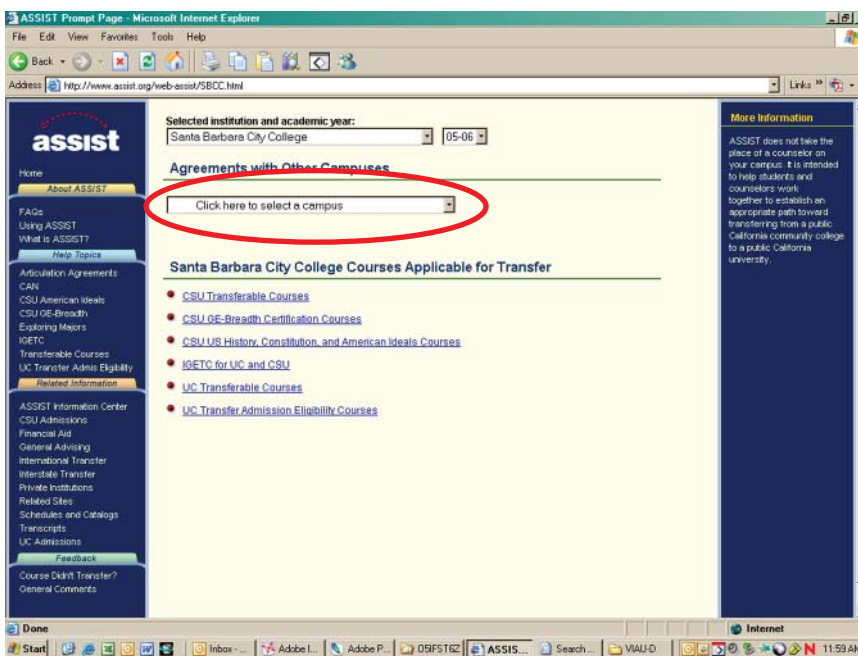 ASSIST Prompt Page - Microsoft Internet Explorer
File Edit View Favorites Tools Help
Back
Address http://www.assist.org/web-assist/SBCC.html Links »
assist
Home
About ASSIST
FAQs
Using ASSIST
What is ASSIST?
Help Topics
Articulation Agreements
CAN
CSU American Ideals
CSU GE-Breadth
Exploring Majors
IGETC
Transferable Courses
UC Transfer Admis Eligibility
Related Information
ASSIST Information Center
CSU Admissions
Financial Aid
General Advising
International Transfer
Interstate Transfer
Private Institutions
Related Sites
Schedules and Catalogs
Transcripts
UC Admissions
Feedback
Course Didn't Transfer?
General Comments
Selected institution and academic year:
Santa Barbara City College 05-06
Agreements with Other Campuses
Click here to select a campus
Santa Barbara City College Courses Applicable for Transfer
CSU Transferable Courses
CSU GE-Breadth Certification Courses
CSU US History, Constitution, and American Ideals Courses
IGETC for UC and CSU
UC Transferable Courses
UC Transfer Admission Eligibility Courses
More Information
ASSIST does not take the
place of a counselor on
your campus. It is intended
to help students and
counselors work
together to establish an
appropriate path toward
transferring from a public
California community college
to a public California
university.
Done Internet
Start Inbox - ... Adobe I... Adobe P... 05IFST6Z ASSIS... Search ... VIAU-D 11:59 AM